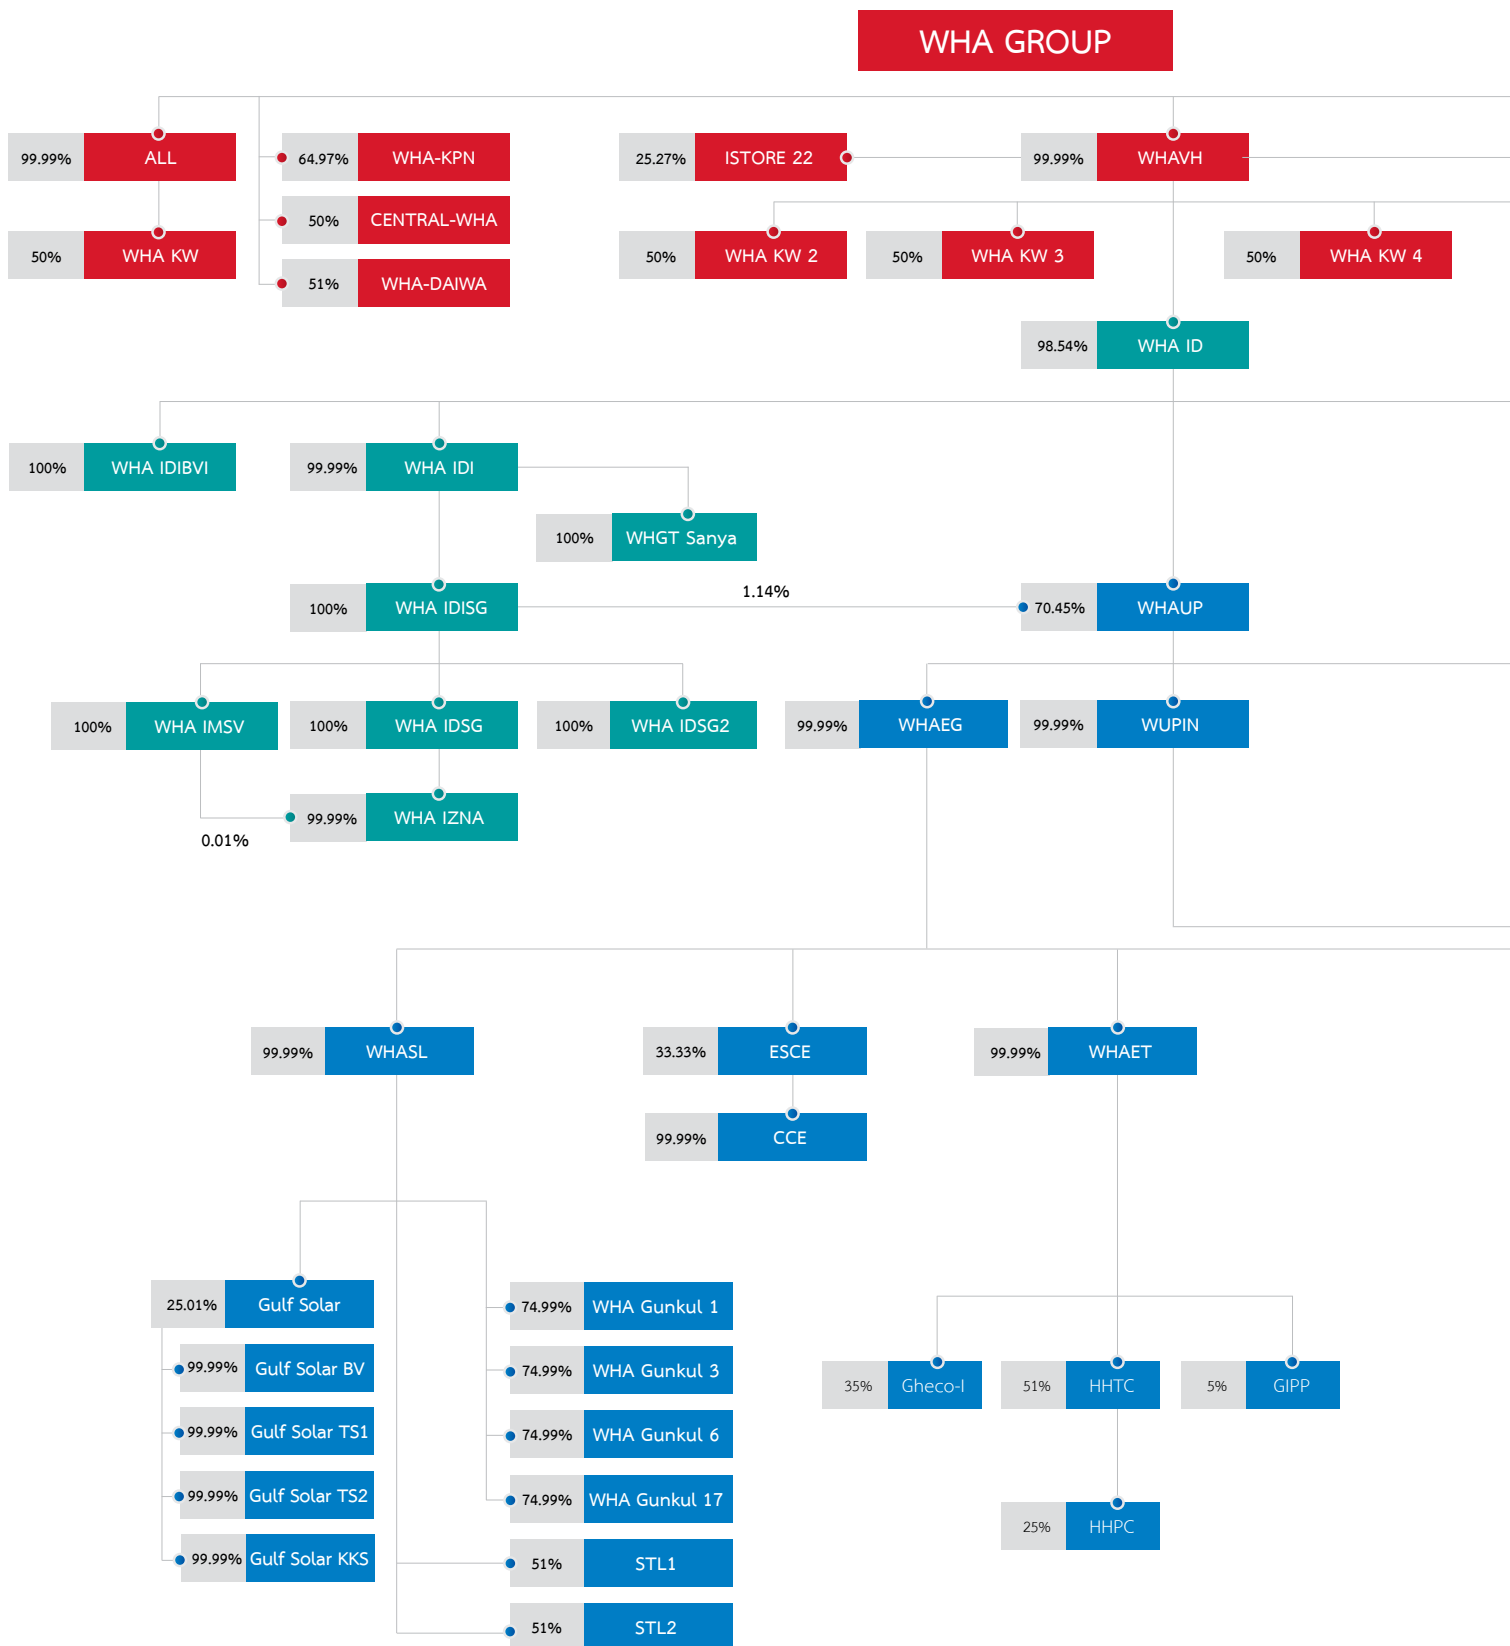 WHA GROUP
99.99% ALL
64.97% WHA-KPN
25.27% ISTORE 22
99.99% WHAVH
50% CENTRAL-WHA
50% WHA KW
51% WHA-DAIWA
50% WHA KW 2
50% WHA KW 3
50% WHA KW 4
98.54% WHA ID
100% WHA IDIBVI
99.99% WHA IDI
100% WHGT Sanya
100% WHA IDISG
1.14%
70.45% WHAUP
100% WHA IMSV
100% WHA IDSG
100% WHA IDSG2
99.99% WHAEG
99.99% WUPIN
99.99% WHA IZNA
0.01%
99.99% WHASL
33.33% ESCE
99.99% WHAET
99.99% CCE
25.01% Gulf Solar
99.99% Gulf Solar BV
99.99% Gulf Solar TS1
99.99% Gulf Solar TS2
99.99% Gulf Solar KKS
74.99% WHA Gunkul 1
74.99% WHA Gunkul 3
74.99% WHA Gunkul 6
74.99% WHA Gunkul 17
51% STL1
51% STL2
35% Gheco-I
51% HHTC
5% GIPP
25% HHPC